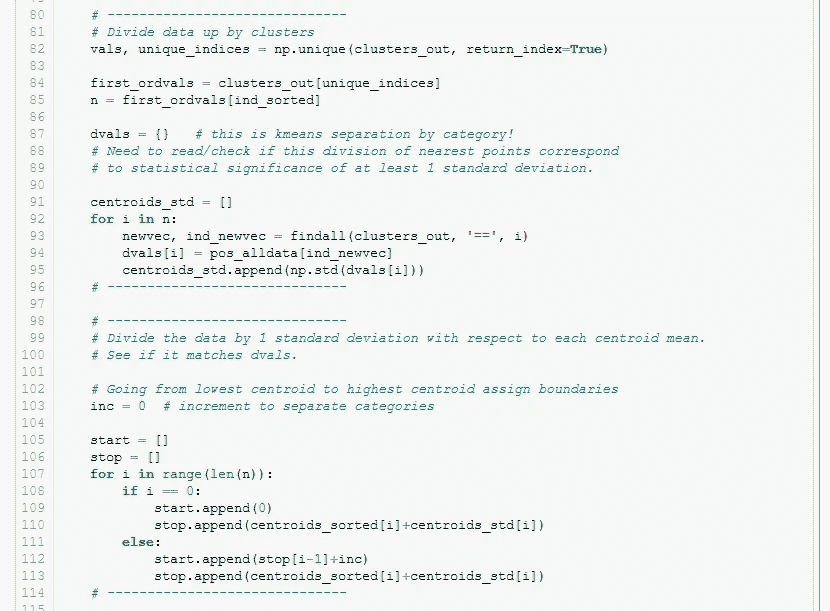 80 # ------------------------------
81 # Divide data up by clusters
82 vals, unique_indices = np.unique(clusters_out, return_index=True)
83
84 first_ordvals = clusters_out[unique_indices]
85 n = first_ordvals[ind_sorted]
86
87 dvals = {}   # this is kmeans separation by category!
88 # Need to read/check if this division of nearest points correspond
89 # to statistical significance of at least 1 standard deviation.
90
91 centroids_std = []
92 for i in n:
93     newvec, ind_newvec = findall(clusters_out, '==', i)
94     dvals[i] = pos_alldata[ind_newvec]
95     centroids_std.append(np.std(dvals[i]))
96 # ------------------------------
97
98 # ------------------------------
99 # Divide the data by 1 standard deviation with respect to each centroid mean.
100 # See if it matches dvals.
101
102 # Going from lowest centroid to highest centroid assign boundaries
103 inc = 0  # increment to separate categories
104
105 start = []
106 stop = []
107 for i in range(len(n)):
108     if i == 0:
109         start.append(0)
110         stop.append(centroids_sorted[i]+centroids_std[i])
111     else:
112         start.append(stop[i-1]+inc)
113         stop.append(centroids_sorted[i]+centroids_std[i])
114 # ------------------------------
115